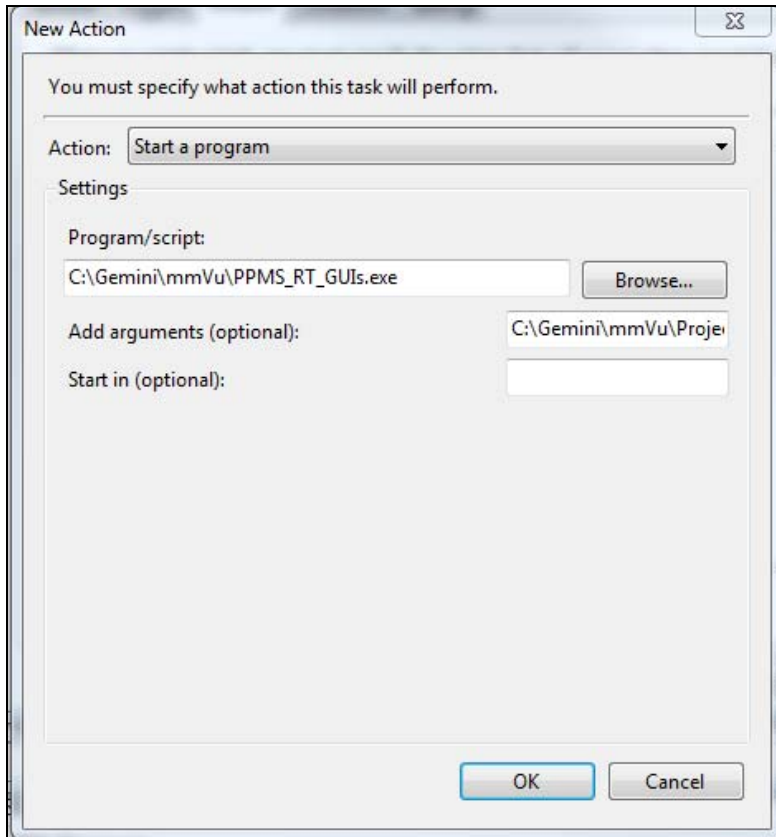 New Action
You must specify what action this task will perform.
Action: Start a program
Settings
Program/script:
C:\Gemini\mmVu\PPMS_RT_GUIs.exe Browse...
Add arguments (optional): C:\Gemini\mmVu\Projec
Start in (optional):
OK Cancel